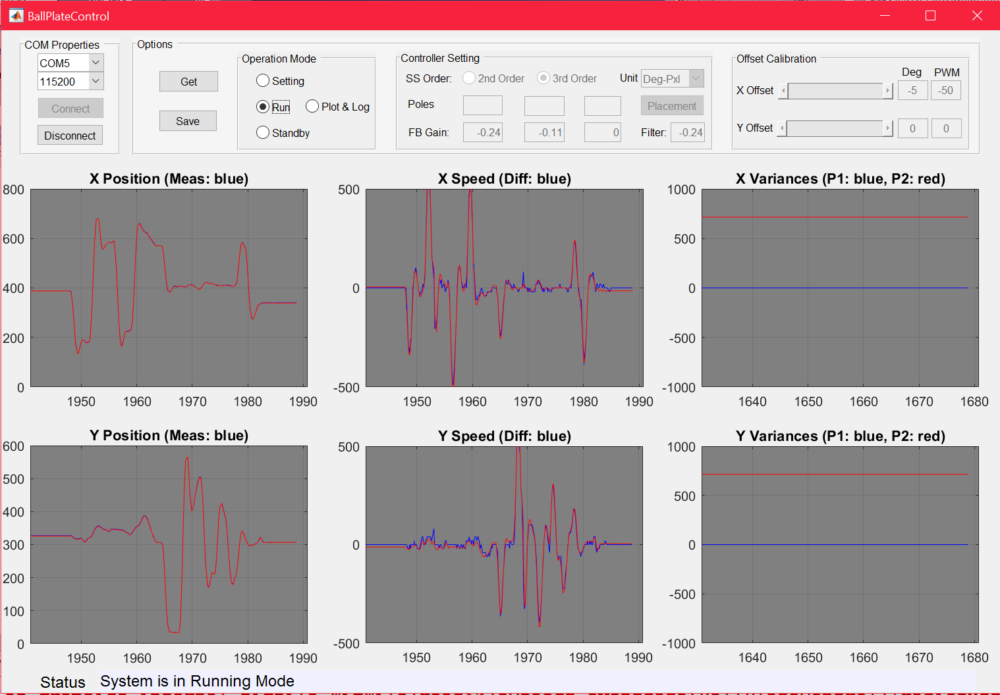 BallPlateControl
COM Properties
COM5
115200
Connect
Disconnect
Options
Get
Save
Operation Mode
Setting
Run
Plot & Log
Standby
Controller Setting
SS Order:
2nd Order
3rd Order
Unit
Deg-Pxl
Poles
Placement
FB Gain:
-0.24
-0.11
0
Filter:
-0.24
Offset Calibration
Deg
PWM
X Offset
-5
-50
Y Offset
0
0
X Position (Meas: blue)
800
600
400
200
0
1950
1960
1970
1980
1990
X Speed (Diff: blue)
500
0
-500
1950
1960
1970
1980
1990
X Variances (P1: blue, P2: red)
1000
500
0
-500
-1000
1640
1650
1660
1670
1680
Y Position (Meas: blue)
600
500
400
300
200
100
0
1950
1960
1970
1980
1990
Y Speed (Diff: blue)
500
0
-500
1950
1960
1970
1980
1990
Y Variances (P1: blue, P2: red)
1000
500
0
-500
-1000
1640
1650
1660
1670
1680
Status
System is in Running Mode